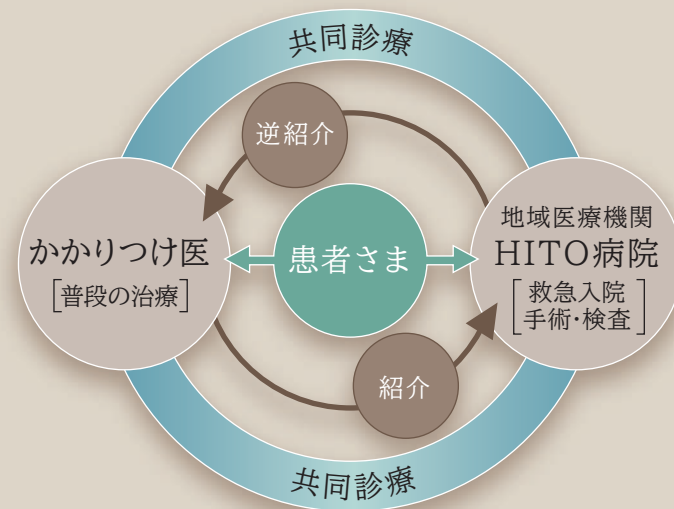 共同診療
逆紹介
かかりつけ医
[普段の治療]
患者さま
地域医療機関
HITO病院
[救急入院
手術・検査]
紹介
共同診療